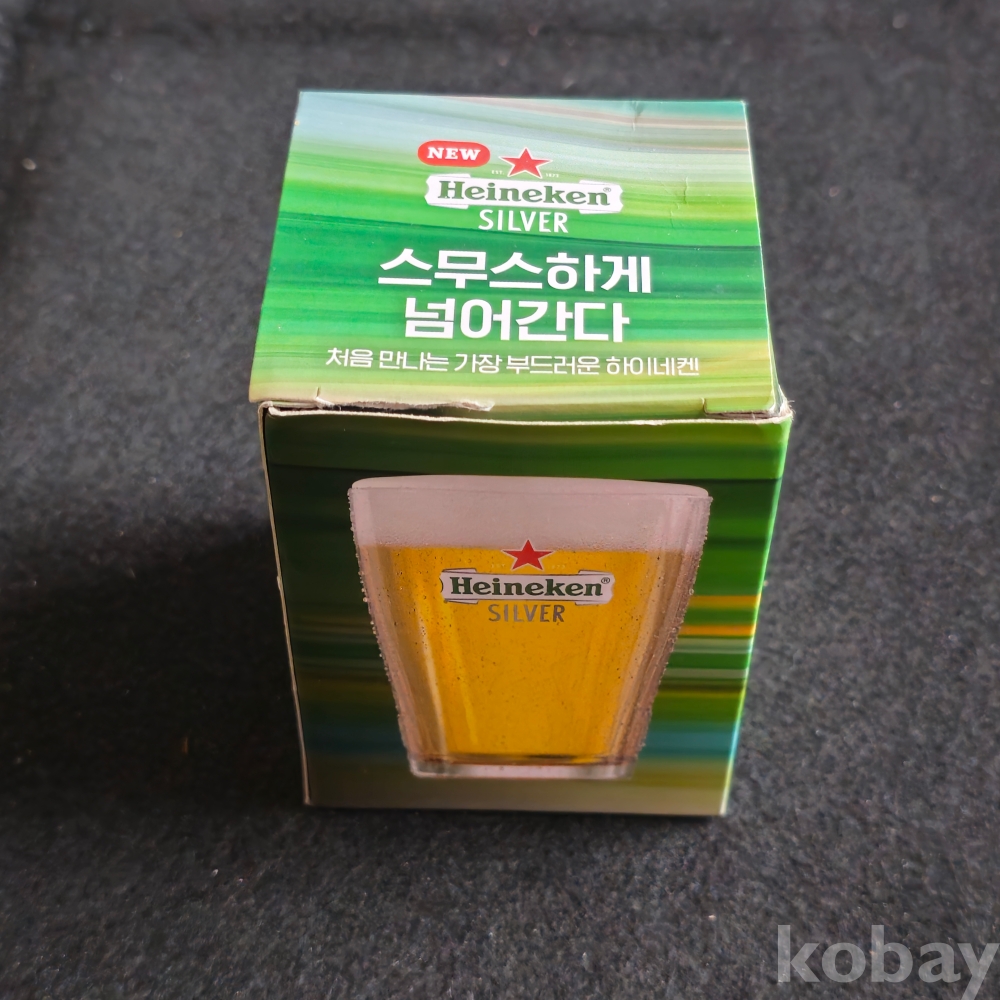 NEW
Heineken®
SILVER
스무스하게
넘어간다
처음 만나는 가장 부드러운 하이네켄
Heineken®
SILVER
kobay